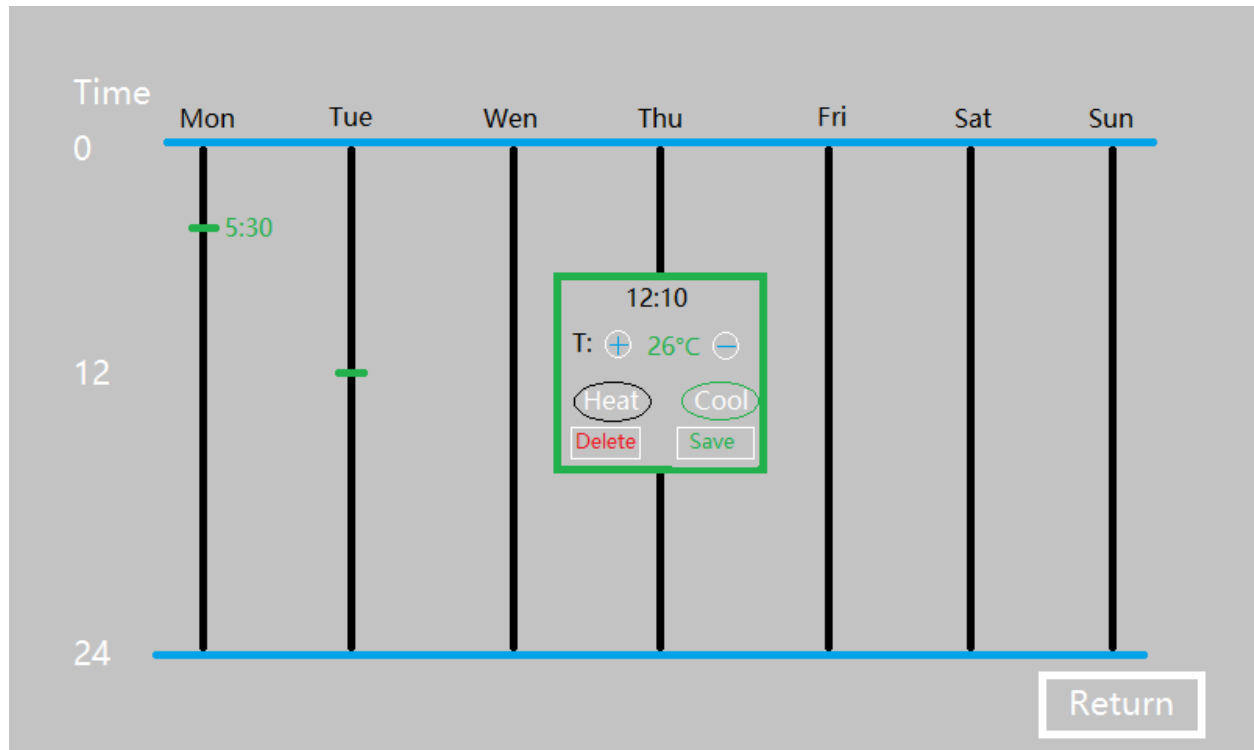 Time
Mon Tue Wen Thu Fri Sat Sun
0
5:30
12:10
T: + 26°C −
12
Heat Cool
Delete Save
24
Return